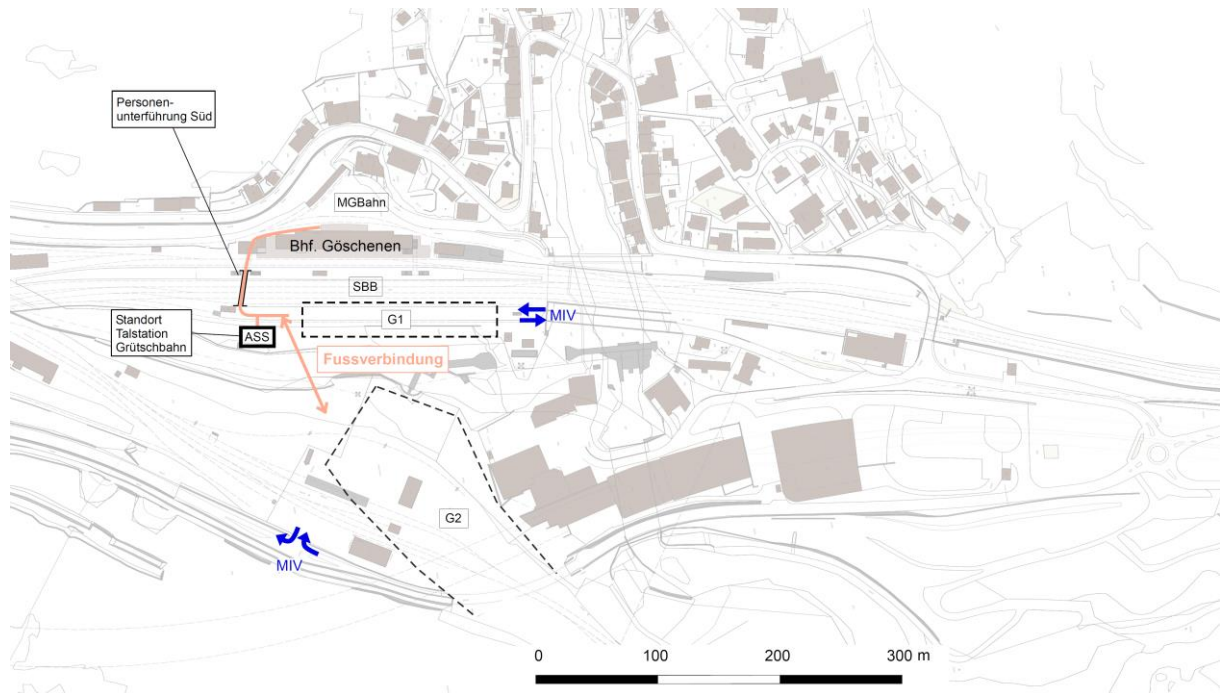 Personen-
unterführung Süd
MGBahn
Bhf. Göschenen
SBB
G1
MIV
Standort
Talstation
Grütschbahn
ASS
Fussverbindung
G2
MIV
0 100 200 300 m